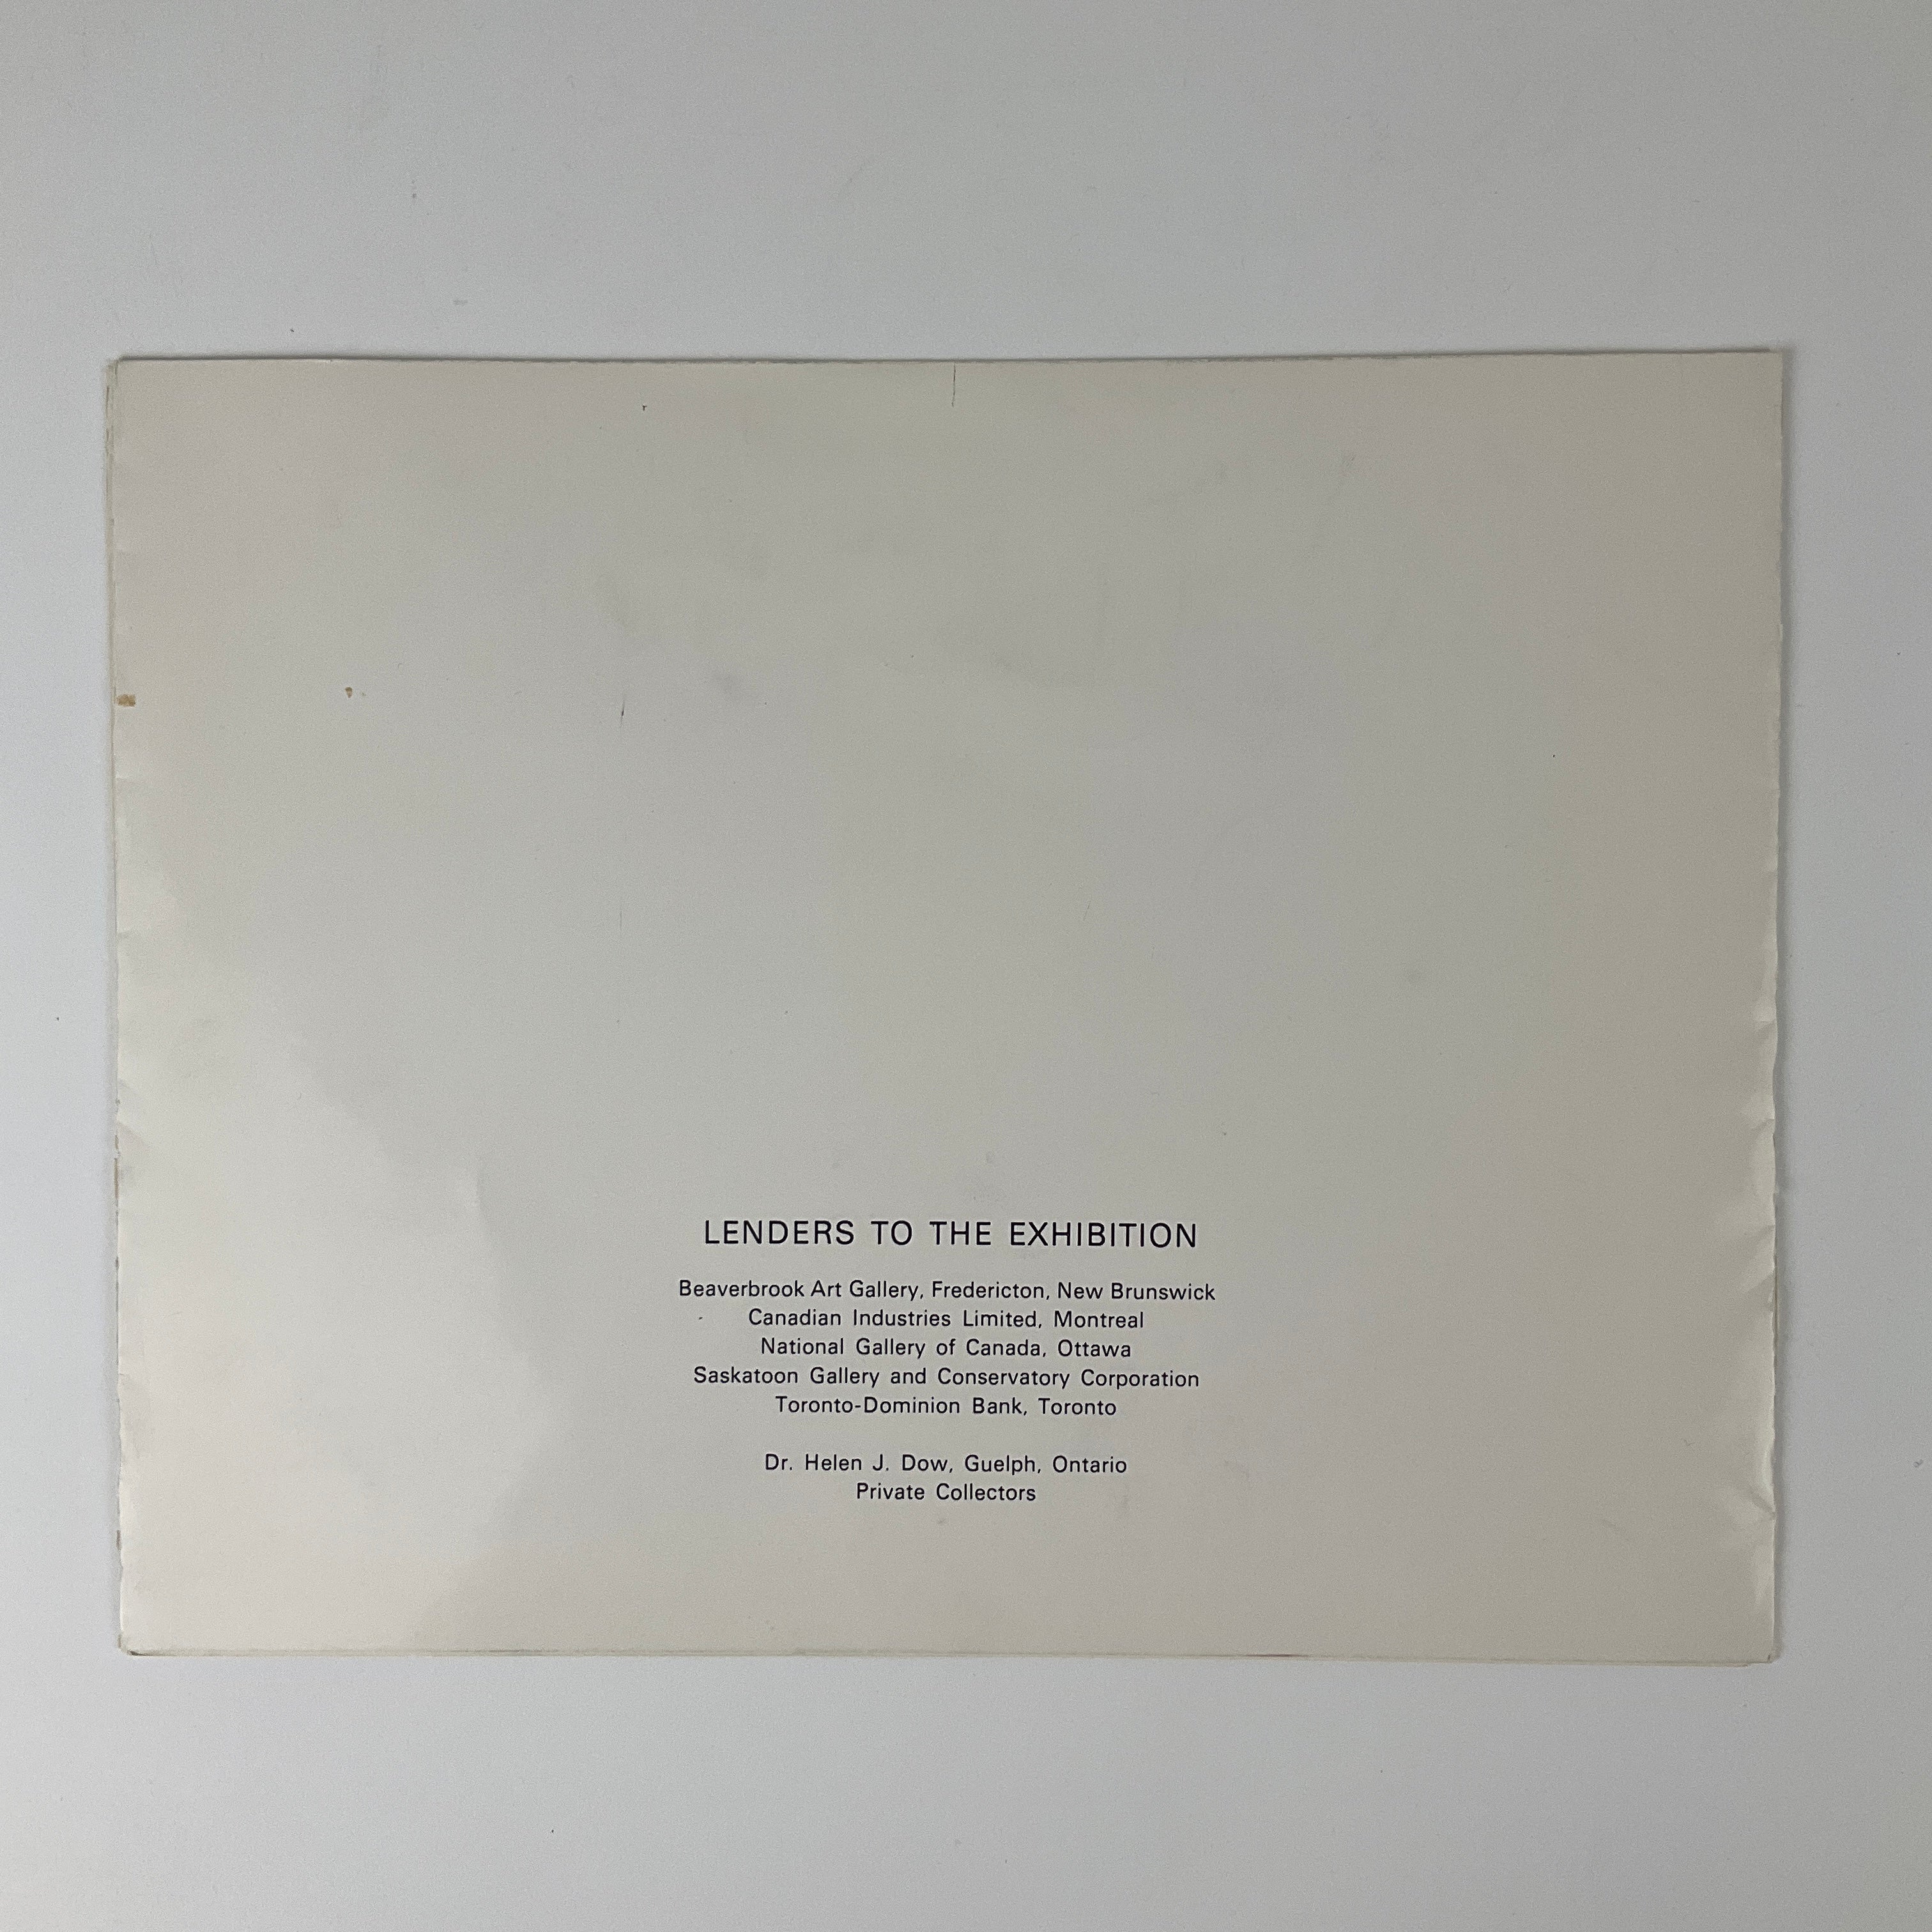 LENDERS TO THE EXHIBITION
Beaverbrook Art Gallery, Fredericton, New Brunswick
Canadian Industries Limited, Montreal
National Gallery of Canada, Ottawa
Saskatoon Gallery and Conservatory Corporation
Toronto-Dominion Bank, Toronto
Dr. Helen J. Dow, Guelph, Ontario
Private Collectors